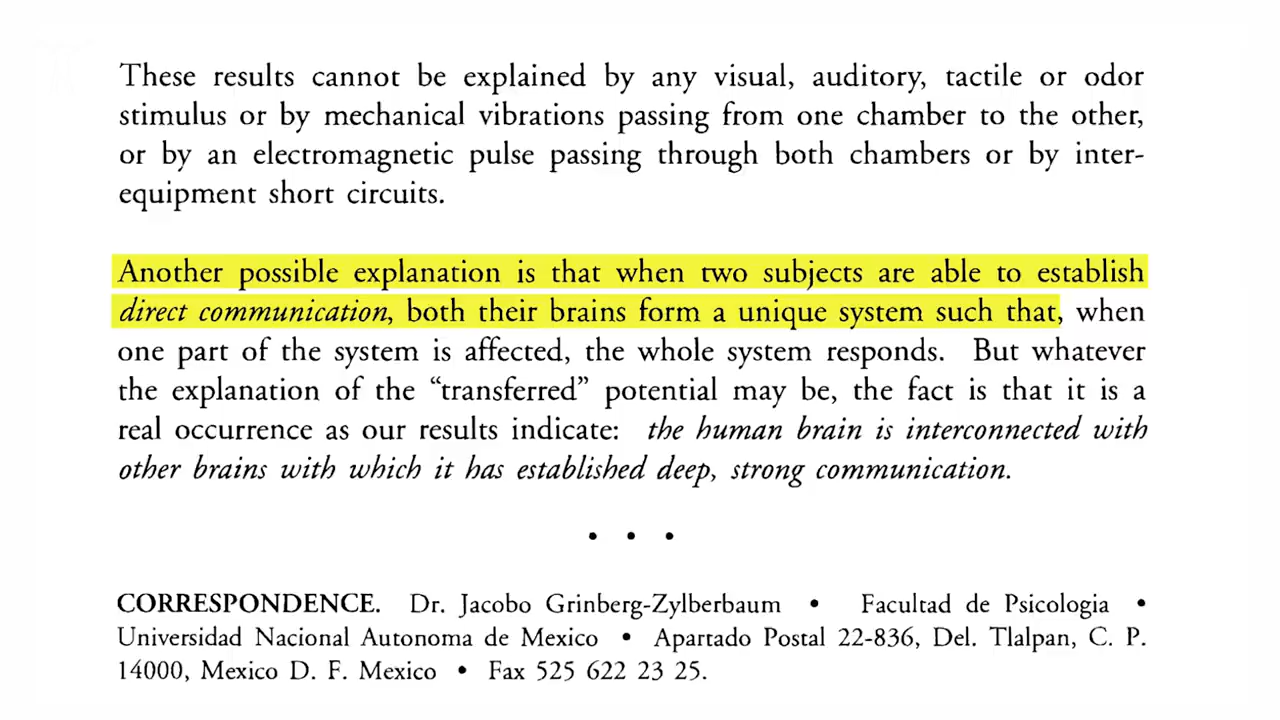 These results cannot be explained by any visual, auditory, tactile or odor
stimulus or by mechanical vibrations passing from one chamber to the other,
or by an electromagnetic pulse passing through both chambers or by inter-
equipment short circuits.
Another possible explanation is that when two subjects are able to establish
direct communication, both their brains form a unique system such that, when
one part of the system is affected, the whole system responds. But whatever
the explanation of the “transferred” potential may be, the fact is that it is a
real occurrence as our results indicate: the human brain is interconnected with
other brains with which it has established deep, strong communication.
• • •
CORRESPONDENCE. Dr. Jacobo Grinberg-Zylberbaum • Facultad de Psicologia •
Universidad Nacional Autonoma de Mexico • Apartado Postal 22-836, Del. Tlalpan, C. P.
14000, Mexico D. F. Mexico • Fax 525 622 23 25.